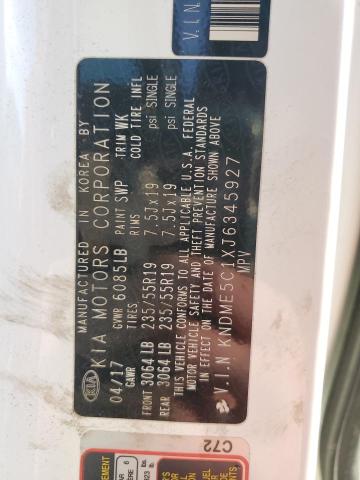 V.I.N.
MANUFACTURED IN KOREA BY
KIA KIA MOTORS CORPORATION
04/17 GVWR 6085LB PAINT SWP TRIM WK
GAWR TIRES RIMS COLD TIRE INFL
FRONT 3064 LB 235/55R19 7.5Jx19 psi SINGLE
REAR 3064 LB 235/55R19 7.5Jx19 psi SINGLE
THIS VEHICLE CONFORMS TO ALL APPLICABLE U.S.A. FEDERAL
MOTOR VEHICLE SAFETY AND THEFT PREVENTION STANDARDS
IN EFFECT ON THE DATE OF MANUFACTURE SHOWN ABOVE
V.I.N KNDME5C1XJ6345927
MPV
C72